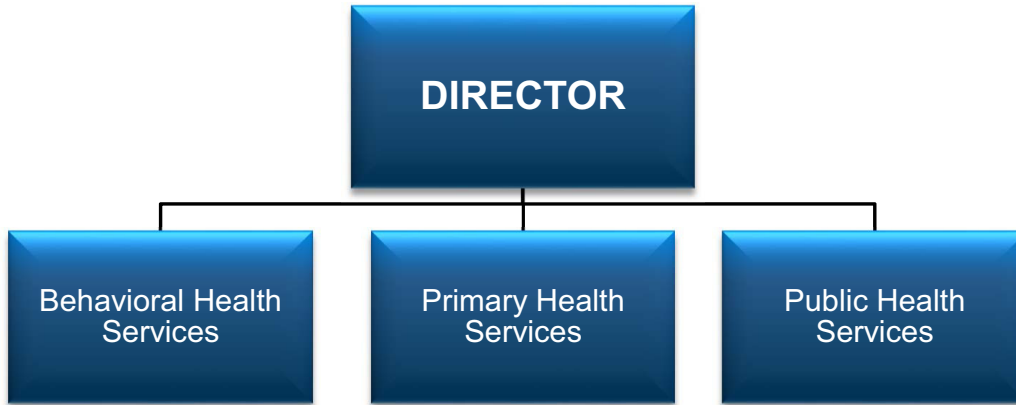 DIRECTOR
Behavioral Health
Services
Primary Health
Services
Public Health
Services